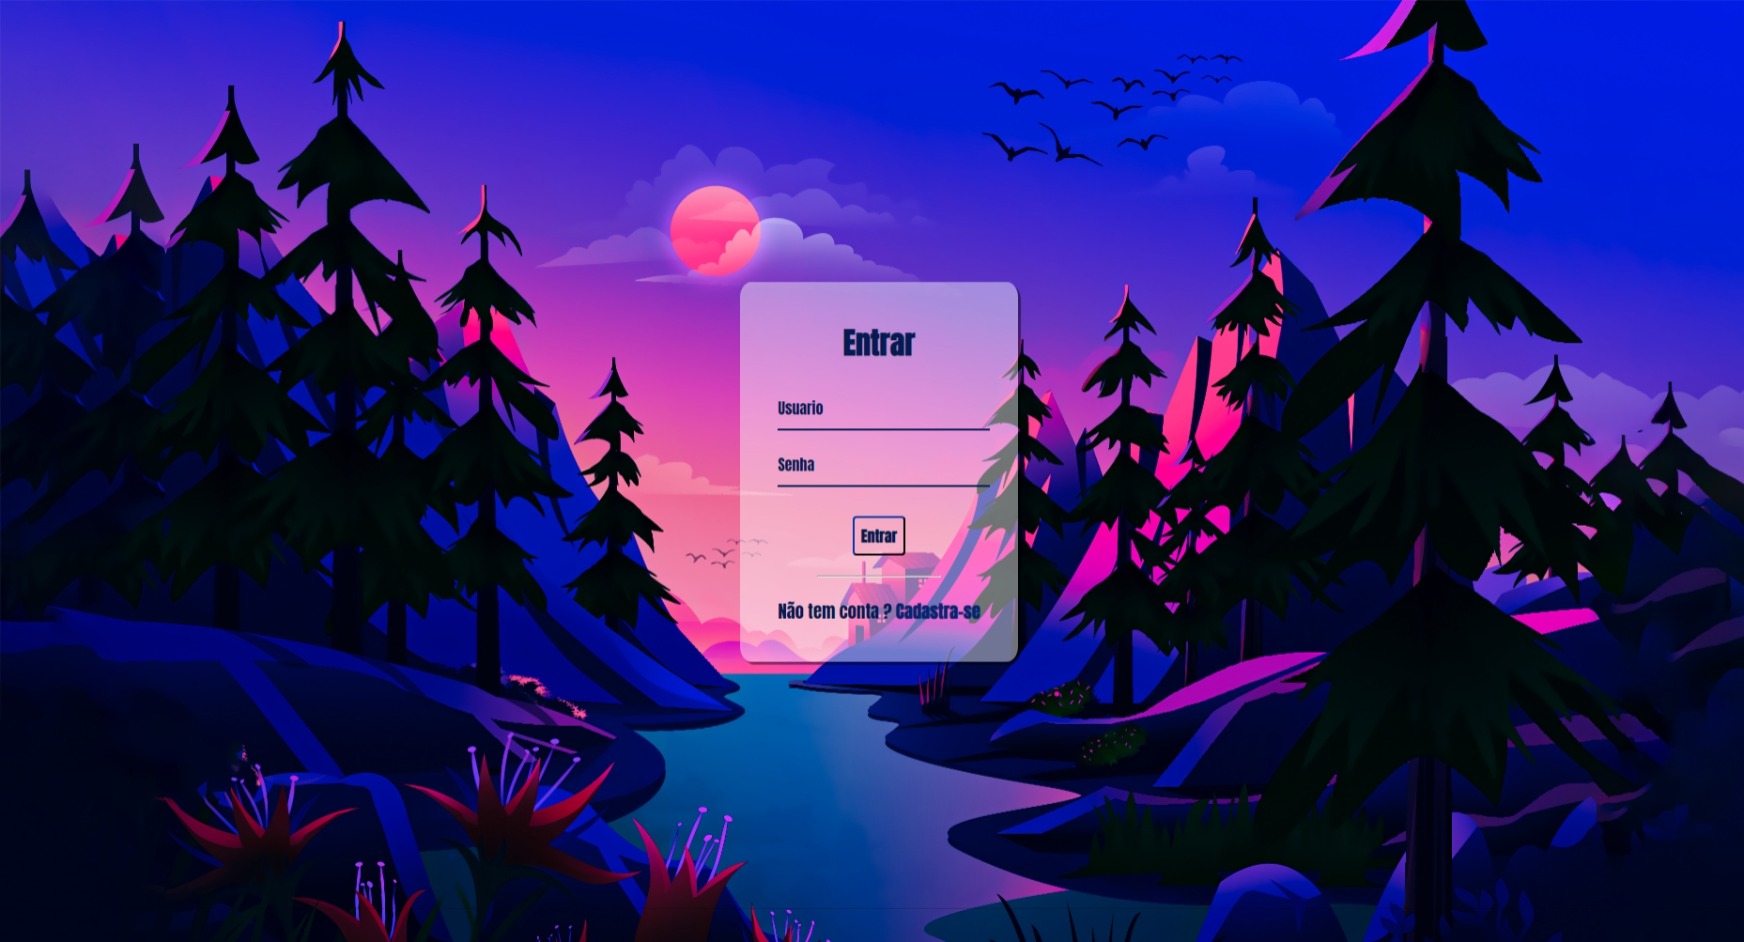 Entrar
Usuario
Senha
Entrar
Não tem conta ? Cadastra-se